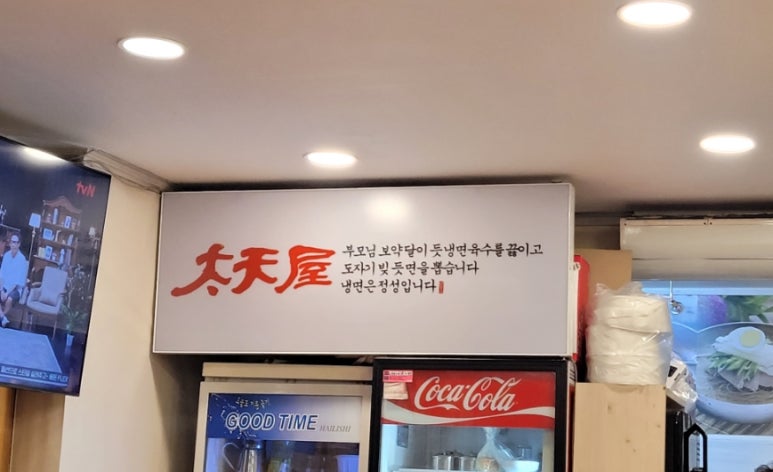 tvN
太天屋
부모님 보약 달이 듯 냉면 육수를 끓이고
도자기 빚 듯 면을 뽑습니다
냉면은 정성입니다
GOOD TIME
HAILISHI
Coca-Cola